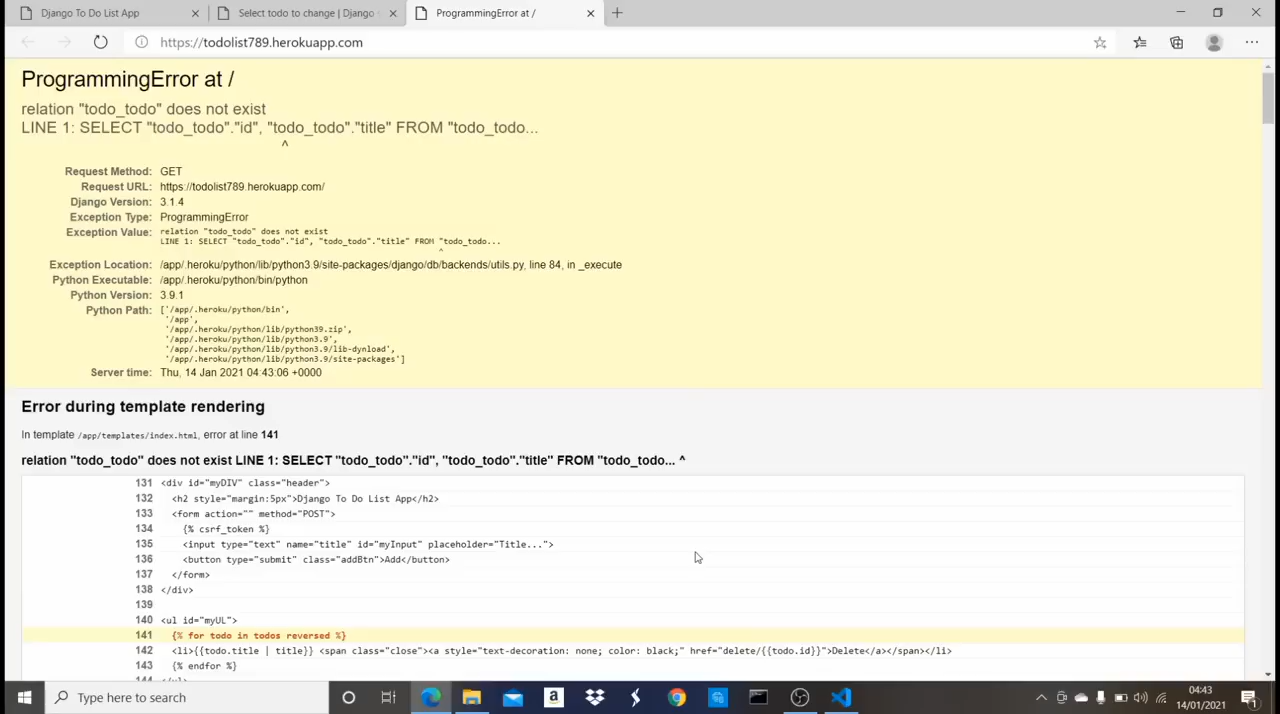 Django To Do List App
Select todo to change | Django
ProgrammingError at /
https://todolist789.herokuapp.com
ProgrammingError at /
relation "todo_todo" does not exist
LINE 1: SELECT "todo_todo"."id", "todo_todo"."title" FROM "todo_todo...
^
Request Method: GET
Request URL: https://todolist789.herokuapp.com/
Django Version: 3.1.4
Exception Type: ProgrammingError
Exception Value: relation "todo_todo" does not exist
LINE 1: SELECT "todo_todo"."id", "todo_todo"."title" FROM "todo_todo...
^
Exception Location: /app/.heroku/python/lib/python3.9/site-packages/django/db/backends/utils.py, line 84, in _execute
Python Executable: /app/.heroku/python/bin/python
Python Version: 3.9.1
Python Path: ['/app/.heroku/python/bin',
'/app',
'/app/.heroku/python/lib/python39.zip',
'/app/.heroku/python/lib/python3.9',
'/app/.heroku/python/lib/python3.9/lib-dynload',
'/app/.heroku/python/lib/python3.9/site-packages']
Server time: Thu, 14 Jan 2021 04:43:06 +0000
Error during template rendering
In template /app/templates/index.html, error at line 141
relation "todo_todo" does not exist LINE 1: SELECT "todo_todo"."id", "todo_todo"."title" FROM "todo_todo... ^
131 <div id="myDIV" class="header">
132 <h2 style="margin:5px">Django To Do List App</h2>
133 <form action="" method="POST">
134 {% csrf_token %}
135 <input type="text" name="title" id="myInput" placeholder="Title...">
136 <button type="submit" class="addBtn">Add</button>
137 </form>
138 </div>
139
140 <ul id="myUL">
141 {% for todo in todos reversed %}
142 <li>{{todo.title | title}} <span class="close"><a style="text-decoration: none; color: black;" href="delete/{{todo.id}}">Delete</a></span></li>
143 {% endfor %}
Type here to search
04:43
14/01/2021